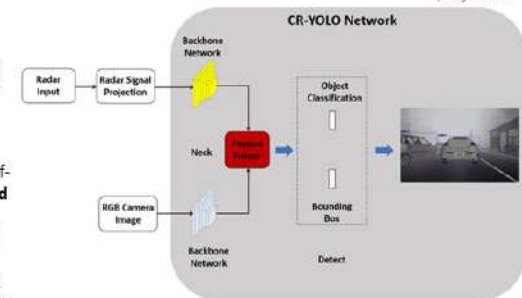 CR-YOLO Network
Backbone
Network
Radar
Input
Radar Signal
Projection
Object
Classification
Neck
Feature
RGB Camera
Image
Bounding
Box
Backbone
Network
Detect